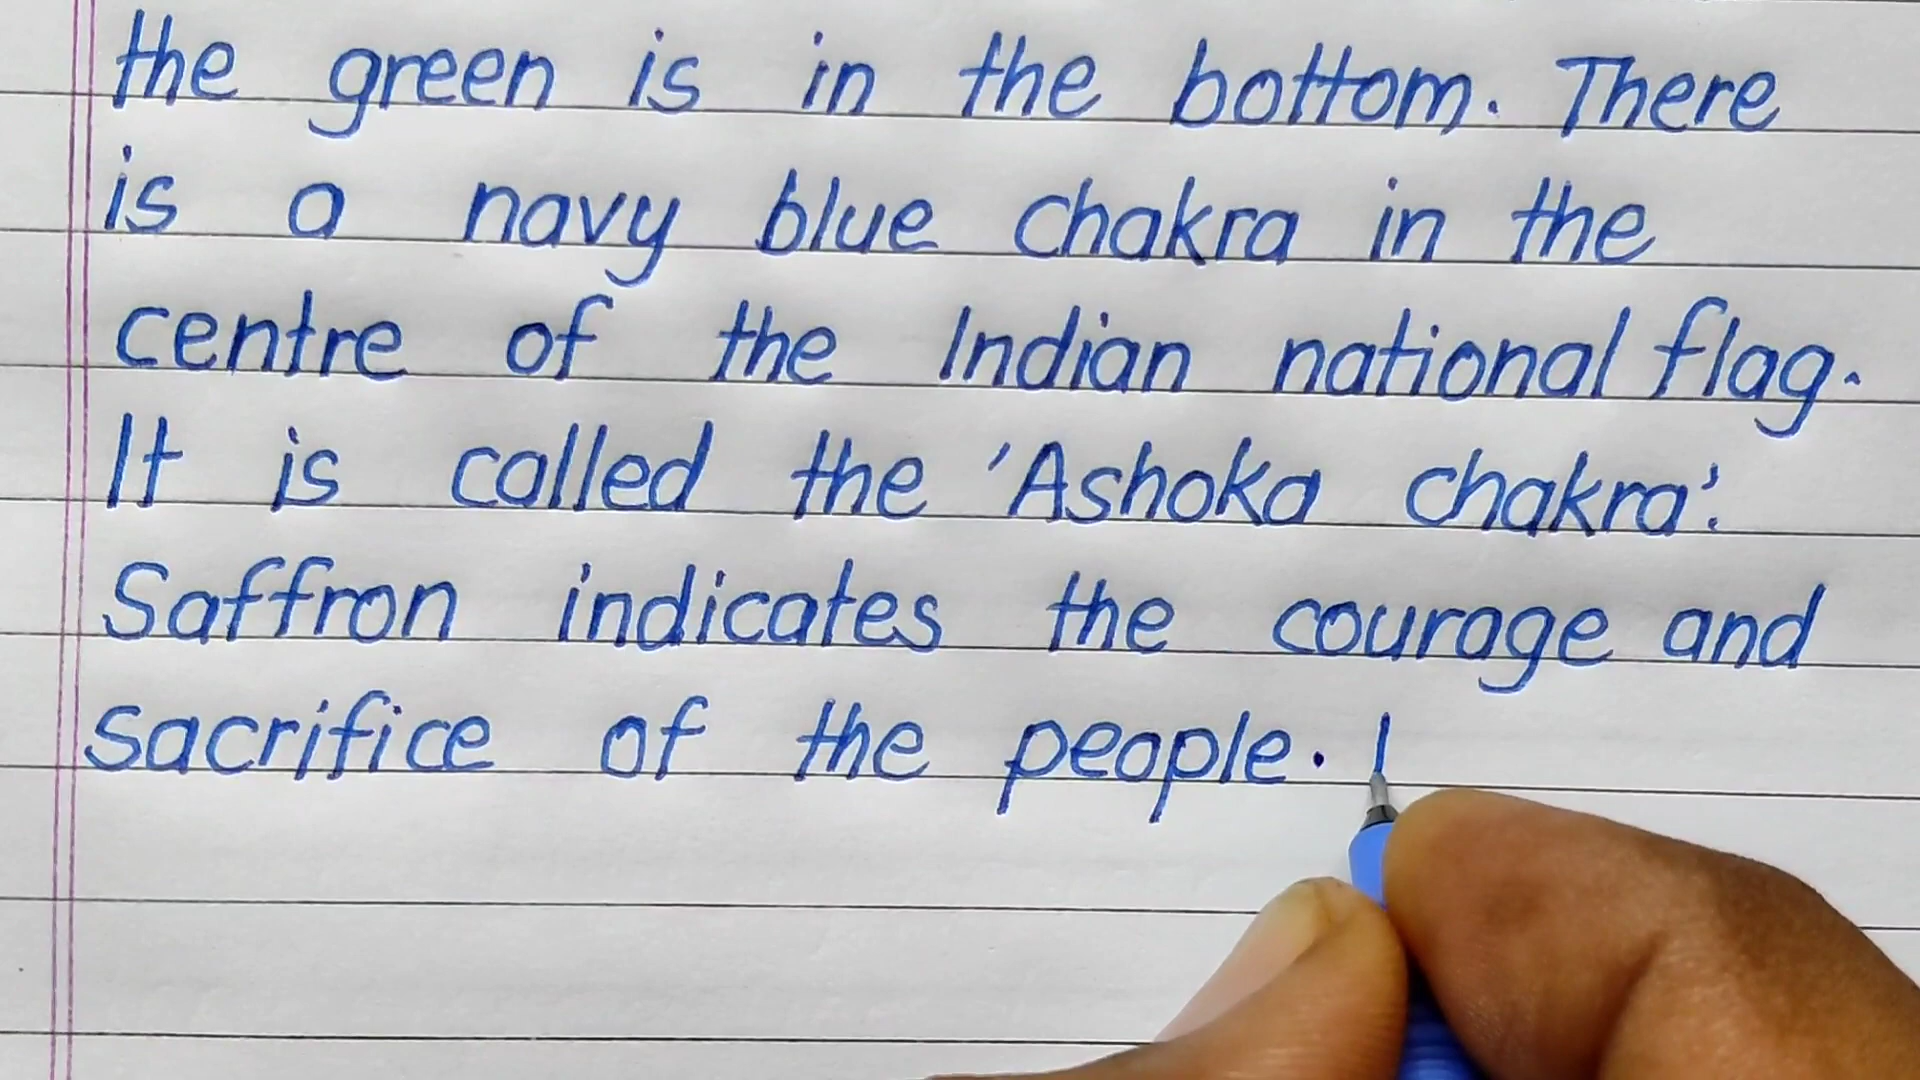 the green is in the bottom. There
is a navy blue chakra in the
centre of the Indian national flag.
It is called the 'Ashoka chakra'.
Saffron indicates the courage and
sacrifice of the people.